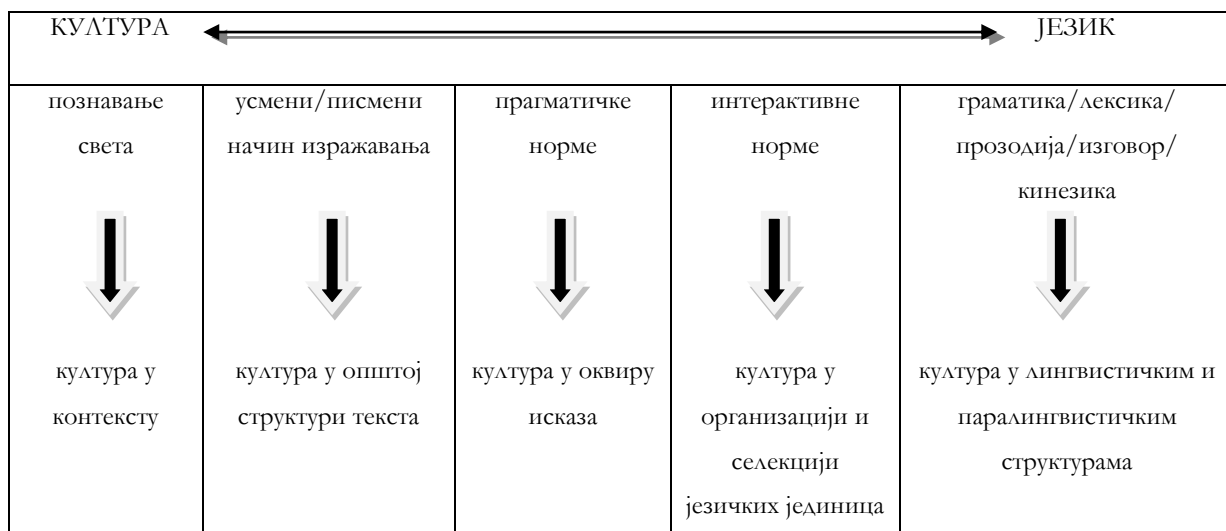 КУЛТУРА ЈЕЗИК
познавање
света
усмени/писмени
начин изражавања
прагматичке
норме
интерактивне
норме
граматика/лексика/
прозодија/изговор/
кинезика
култура у
контексту
култура у општој
структури текста
култура у оквиру
исказа
култура у
организацији и
селекцији
језичких јединица
култура у лингвистичким и
паралингвистичким
структурама